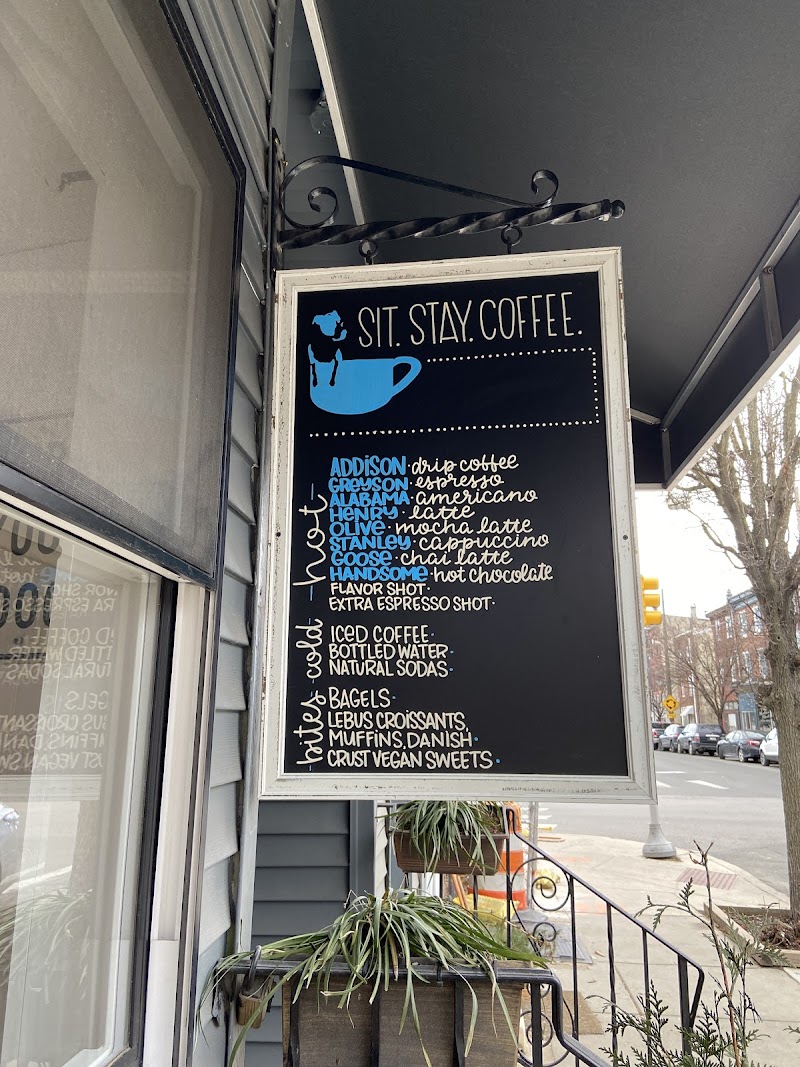 SIT. STAY. COFFEE.
hot
ADDISON · drip coffee
GREYSON · espresso
ALABAMA · americano
HENRY · latte
OLIVE · mocha latte
STANLEY · cappuccino
GOOSE · chai latte
HANDSOME · hot chocolate
FLAVOR SHOT ·
EXTRA ESPRESSO SHOT ·
cold
ICED COFFEE ·
BOTTLED WATER ·
NATURAL SODAS ·
bites
BAGELS ·
LEBUS CROISSANTS,
MUFFINS, DANISH ·
CRUST VEGAN SWEETS ·